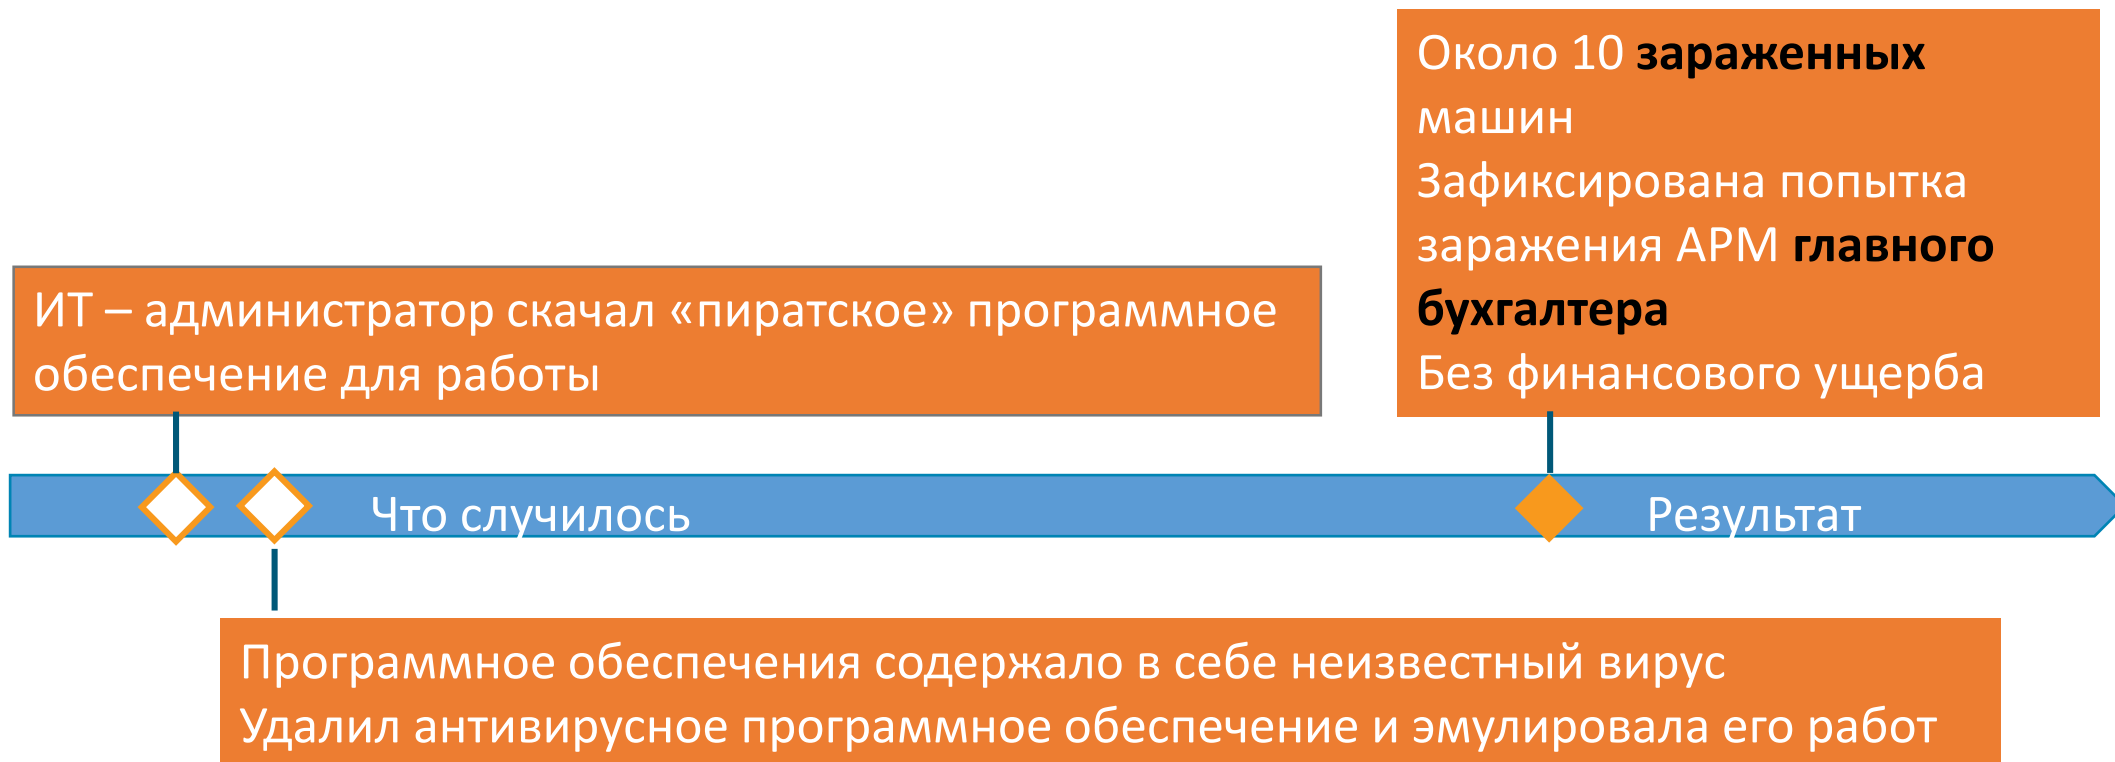 ИТ – администратор скачал «пиратское» программное
обеспечение для работы
Около 10 зараженных
машин
Зафиксирована попытка
заражения АРМ главного
бухгалтера
Без финансового ущерба
Что случилось
Результат
Программное обеспечения содержало в себе неизвестный вирус
Удалил антивирусное программное обеспечение и эмулировала его работ